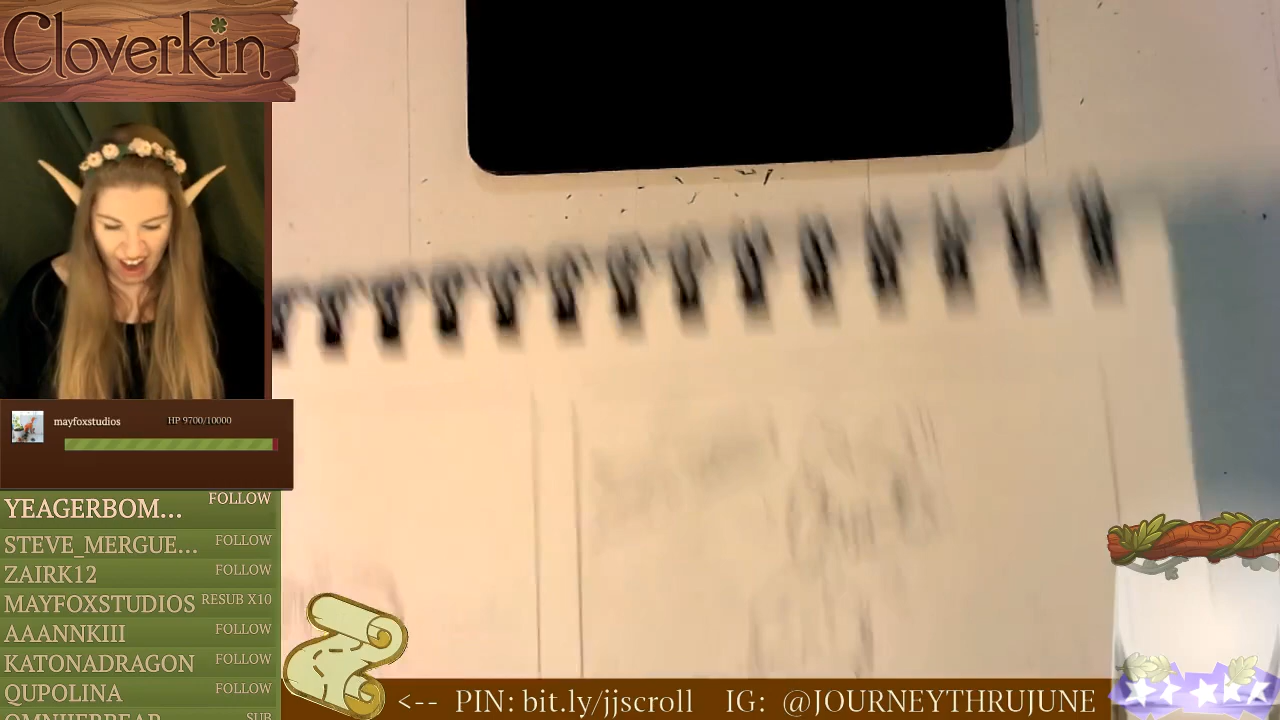 Cloverkin
mayfoxstudios HP 9700/10000
YEAGERBOM... FOLLOW
STEVE_MERGUE... FOLLOW
ZAIRK12 FOLLOW
MAYFOXSTUDIOS RESUB X10
AAANNKIII FOLLOW
KATONADRAGON FOLLOW
QUPOLINA FOLLOW
SUB
<-- PIN: bit.ly/jjscroll IG: @JOURNEYTHRUJUNE